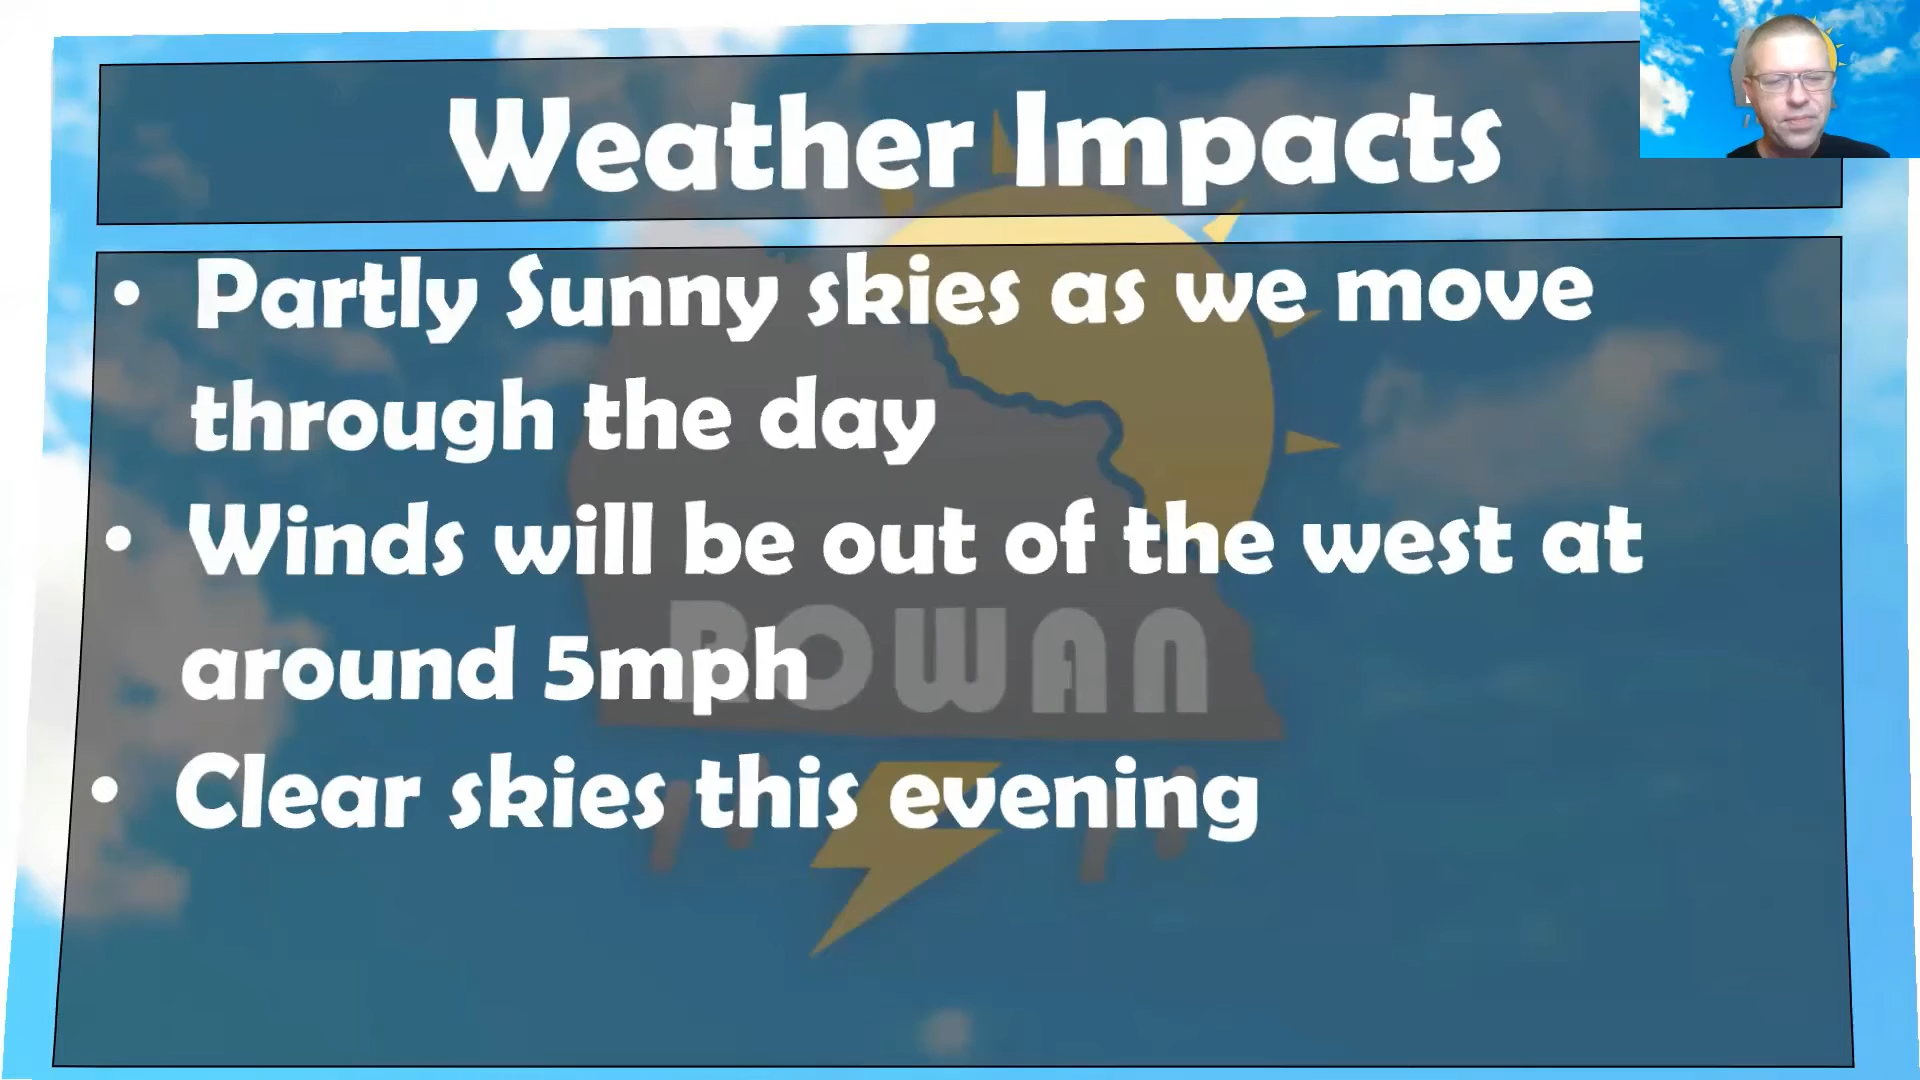 Weather Impacts
• Partly Sunny skies as we move
through the day
• Winds will be out of the west at
around 5mph
ROWAN
• Clear skies this evening